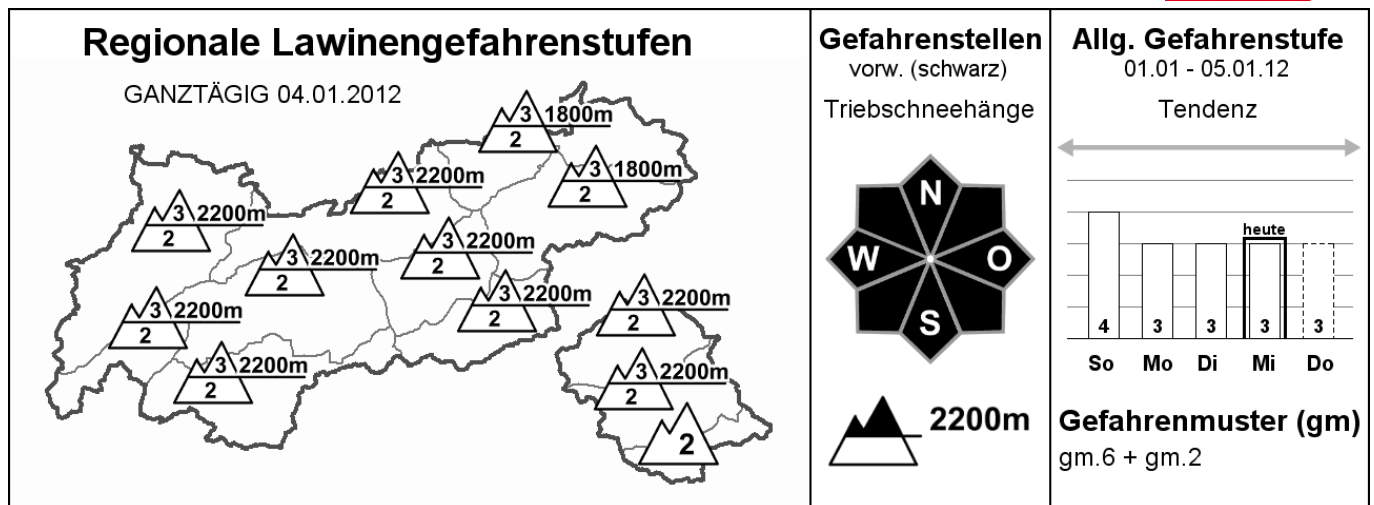 Regionale Lawinengefahrenstufen
GANZTÄGIG 04.01.2012
3 1800m
2
3 1800m
2
3 2200m
2
3 2200m
2
3 2200m
2
3 2200m
2
3 2200m
2
3 2200m
2
3 2200m
2
3 2200m
2
3 2200m
2
2
Gefahrenstellen
vorw. (schwarz)
Triebschneehänge
N
W O
S
2200m
Allg. Gefahrenstufe
01.01 - 05.01.12
Tendenz
heute
4 3 3 3 3
So Mo Di Mi Do
Gefahrenmuster (gm)
gm.6 + gm.2